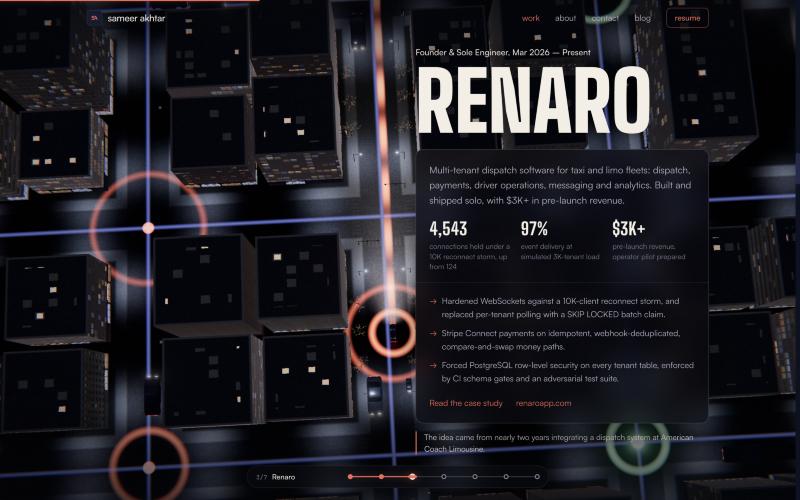 SA sameer akhtar
work about contact blog resume
Founder & Sole Engineer, Mar 2026 — Present
RENARO
Multi-tenant dispatch software for taxi and limo fleets: dispatch,
payments, driver operations, messaging and analytics. Built and
shipped solo, with $3K+ in pre-launch revenue.
4,543 97% $3K+
connections held under a event delivery at pre-launch revenue,
10K reconnect storm, up simulated 3K-tenant load operator pilot prepared
from 124
→ Hardened WebSockets against a 10K-client reconnect storm, and
replaced per-tenant polling with a SKIP LOCKED batch claim.
→ Stripe Connect payments on idempotent, webhook-deduplicated,
compare-and-swap money paths.
→ Forced PostgreSQL row-level security on every tenant table, enforced
by CI schema gates and an adversarial test suite.
Read the case study renaroapp.com
The idea came from nearly two years integrating a dispatch system at American
Coach Limousine.
3/7 Renaro